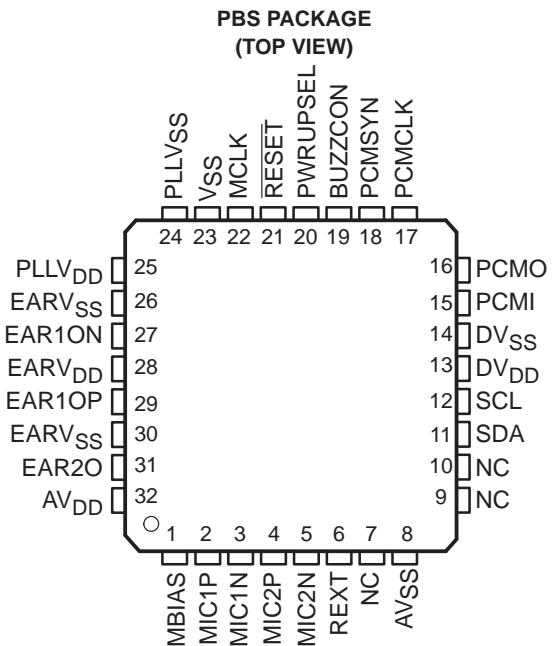 PBS PACKAGE
(TOP VIEW)
PLLVSS
VSS
MCLK
RESET
PWRUPSEL
BUZZCON
PCMSYN
PCMCLK
24 23 22 21 20 19 18 17
PLLVDD 25
EARVSS 26
EAR1ON 27
EARVDD 28
EAR1OP 29
EARVSS 30
EAR2O 31
AVDD 32
16 PCMO
15 PCMI
14 DVSS
13 DVDD
12 SCL
11 SDA
10 NC
9 NC
1 2 3 4 5 6 7 8
MBIAS
MIC1P
MIC1N
MIC2P
MIC2N
REXT
NC
AVSS